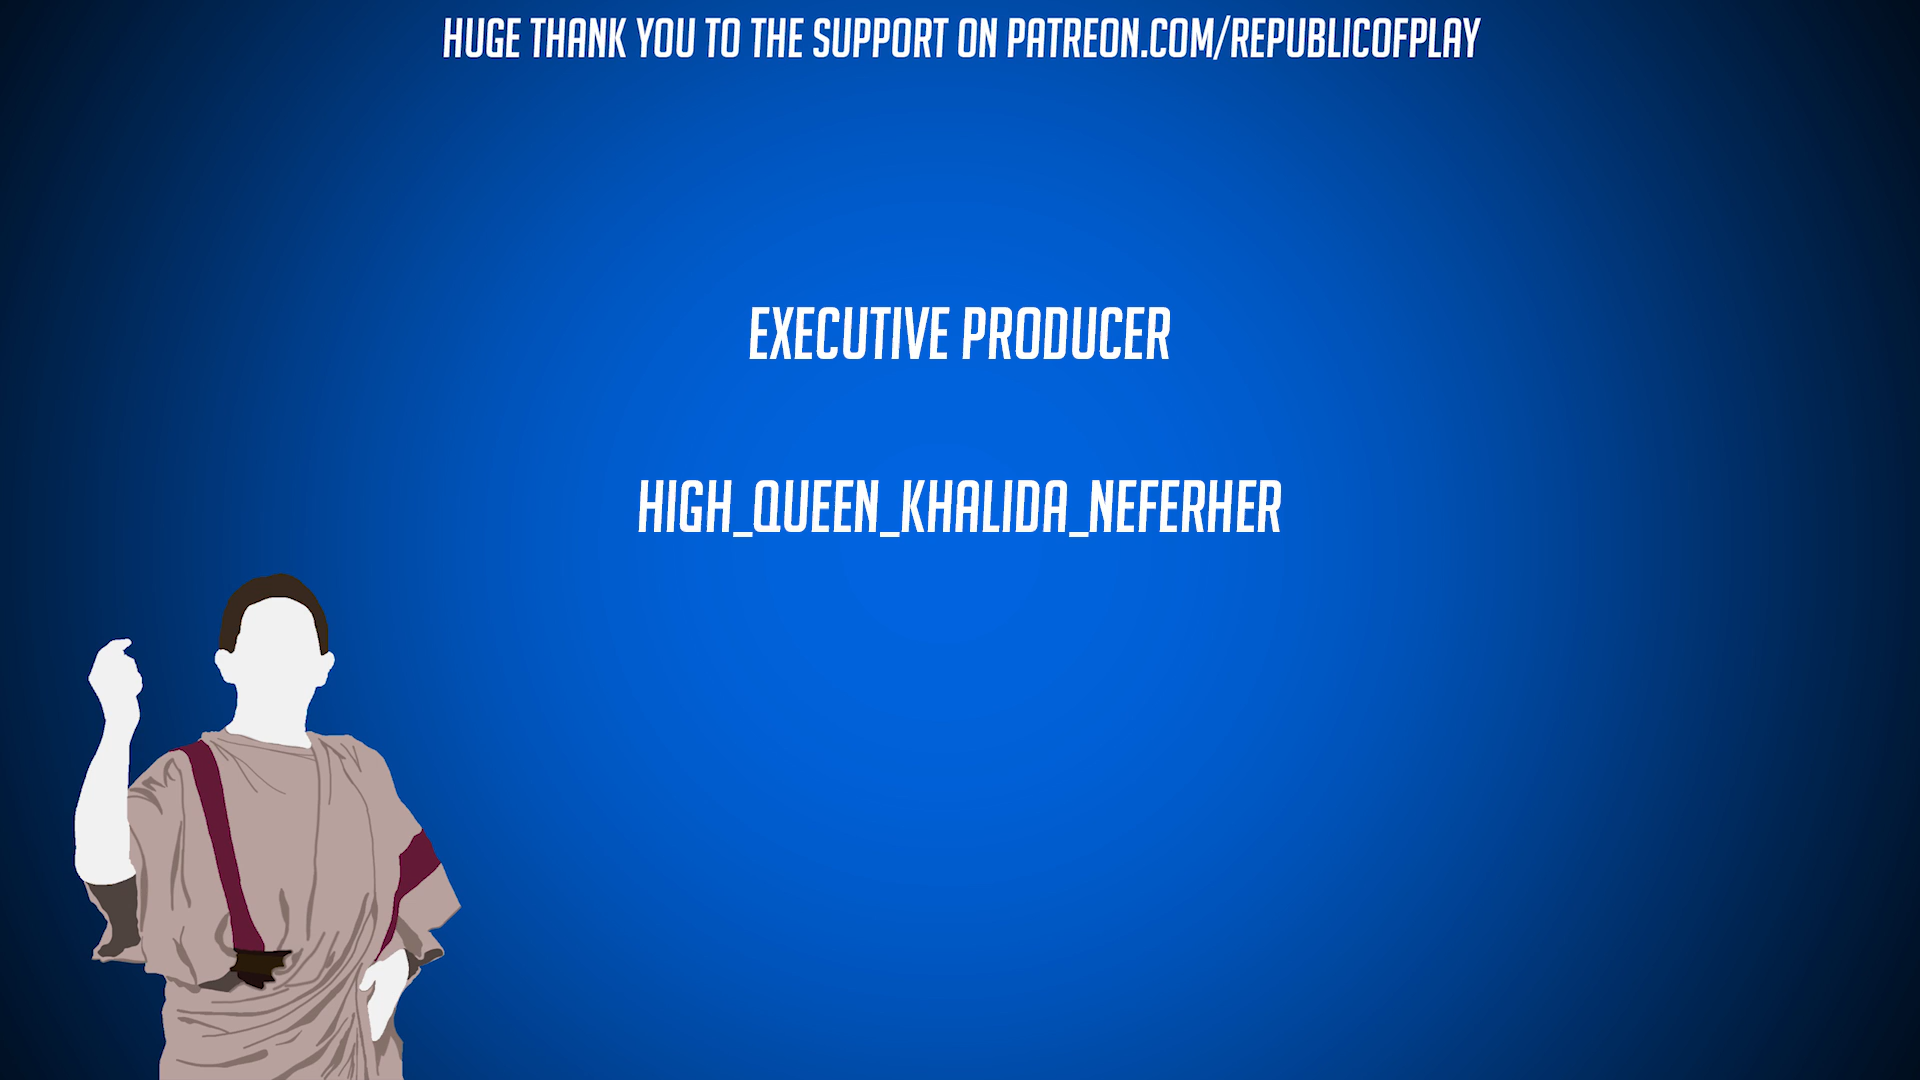 HUGE THANK YOU TO THE SUPPORT ON PATREON.COM/REPUBLICOFPLAY
EXECUTIVE PRODUCER
HIGH_QUEEN_KHALIDA_NEFERHER